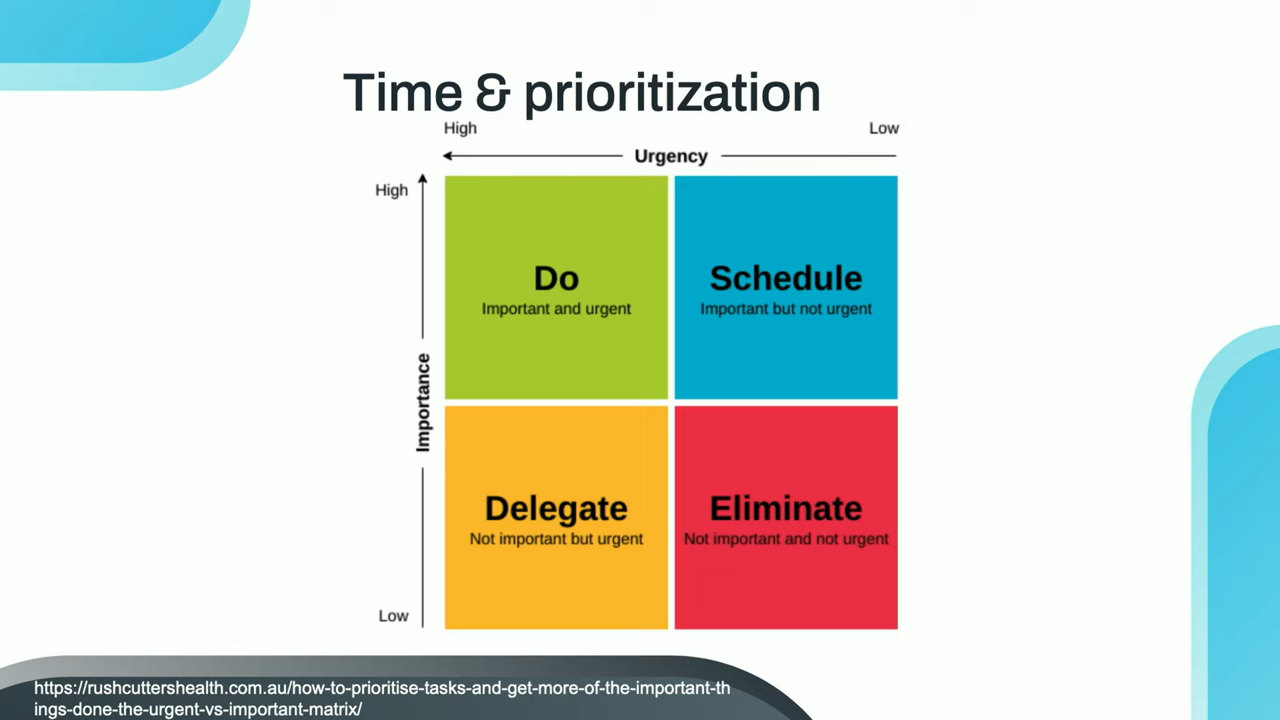 Time & prioritization
High
Low
Urgency
High
Do
Important and urgent
Schedule
Important but not urgent
Importance
Delegate
Not important but urgent
Eliminate
Not important and not urgent
Low
https://rushcuttershealth.com.au/how-to-prioritise-tasks-and-get-more-of-the-important-th
ings-done-the-urgent-vs-important-matrix/